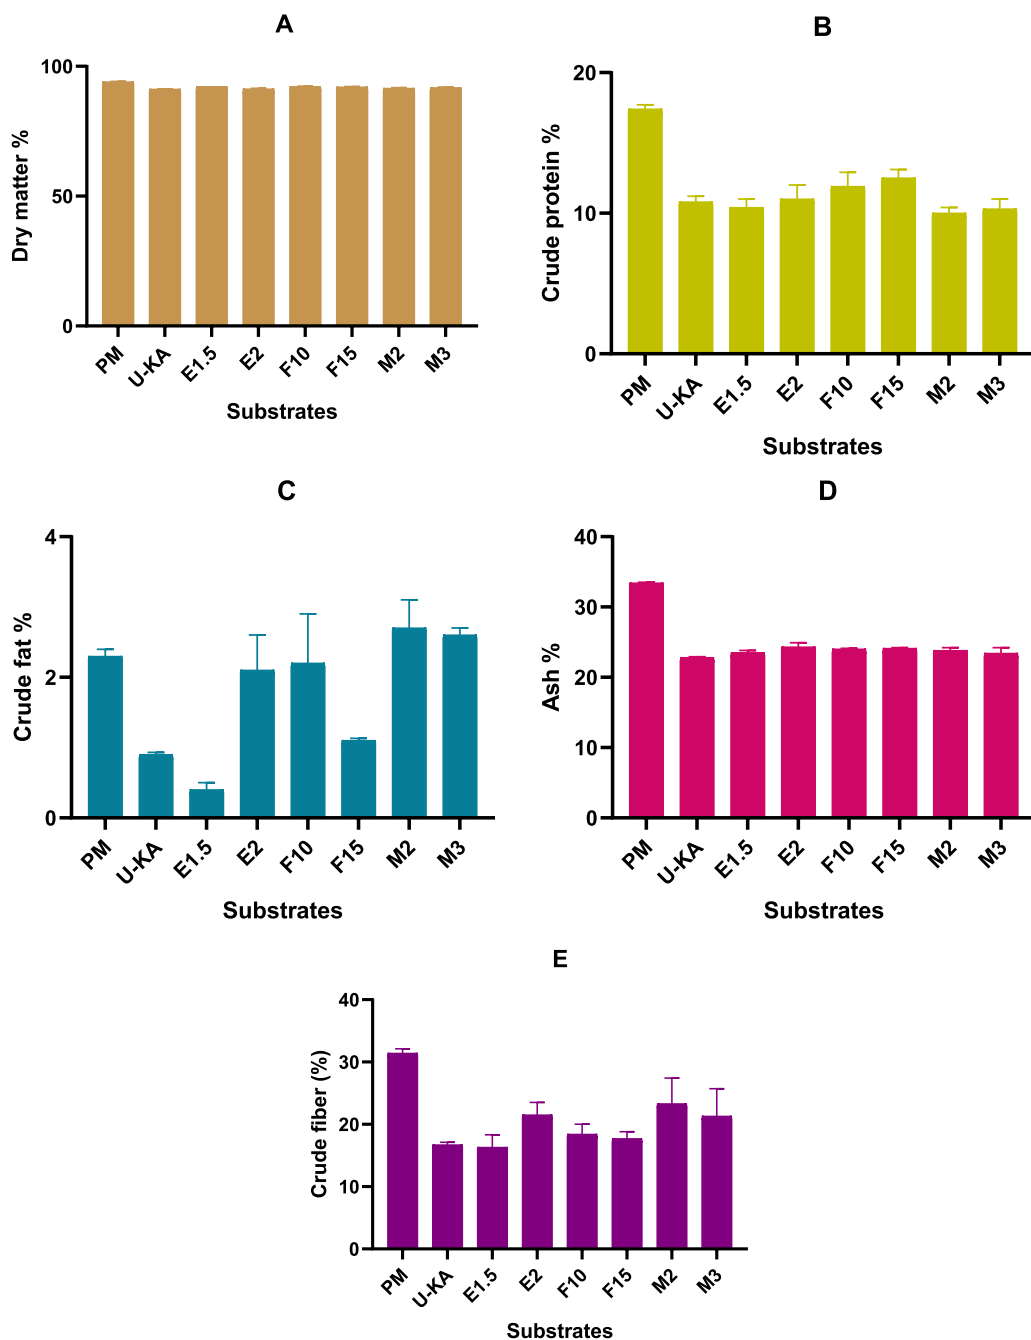 A
Dry matter %
100
50
0
PM U-KA E1.5 E2 F10 F15 M2 M3
Substrates
B
Crude protein %
20
10
0
PM U-KA E1.5 E2 F10 F15 M2 M3
Substrates
C
Crude fat %
4
2
0
PM U-KA E1.5 E2 F10 F15 M2 M3
Substrates
D
Ash %
40
30
20
10
0
PM U-KA E1.5 E2 F10 F15 M2 M3
Substrates
E
Crude fiber (%)
40
30
20
10
0
PM U-KA E1.5 E2 F10 F15 M2 M3
Substrates